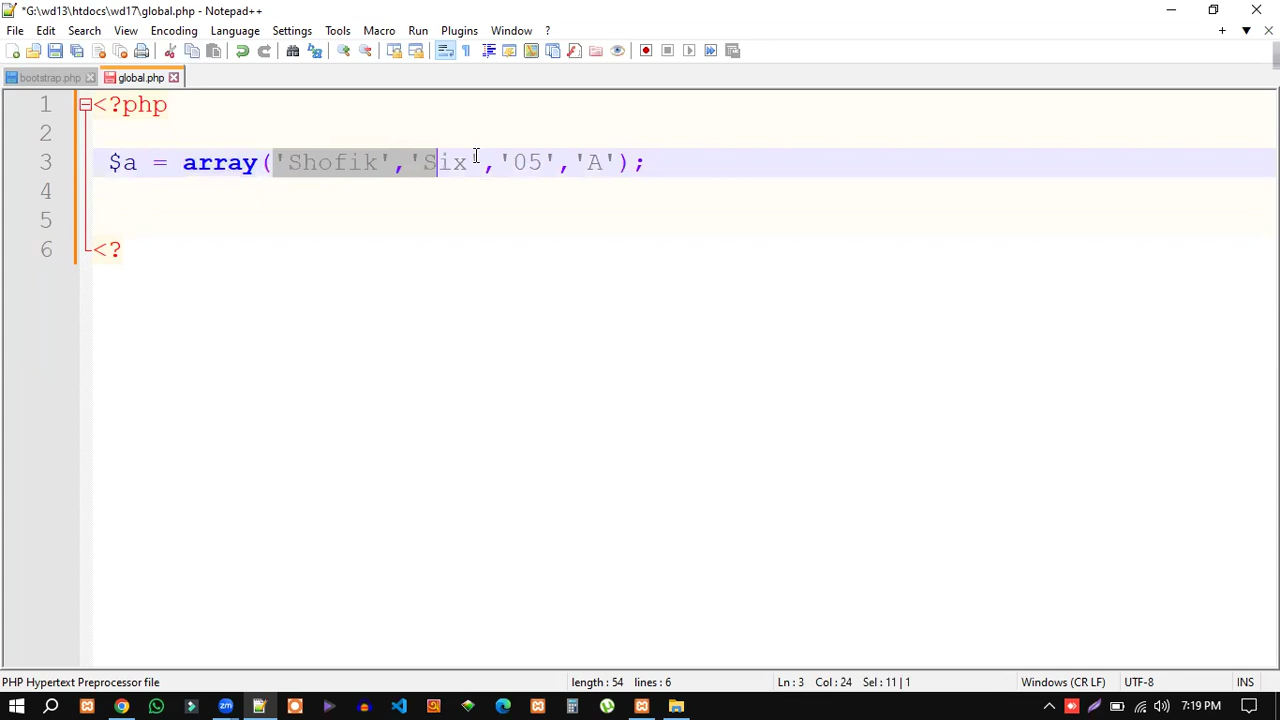 *G:\wd13\htdocs\wd17\global.php - Notepad++
File Edit Search View Encoding Language Settings Tools Macro Run Plugins Window ?
bootstrap.php global.php
1 <?php
2
3 $a = array('Shofik','Six','05','A');
4
5
6 <?
PHP Hypertext Preprocessor file length : 54 lines : 6 Ln : 3 Col : 24 Sel : 11 | 1 Windows (CR LF) UTF-8 INS
7:19 PM